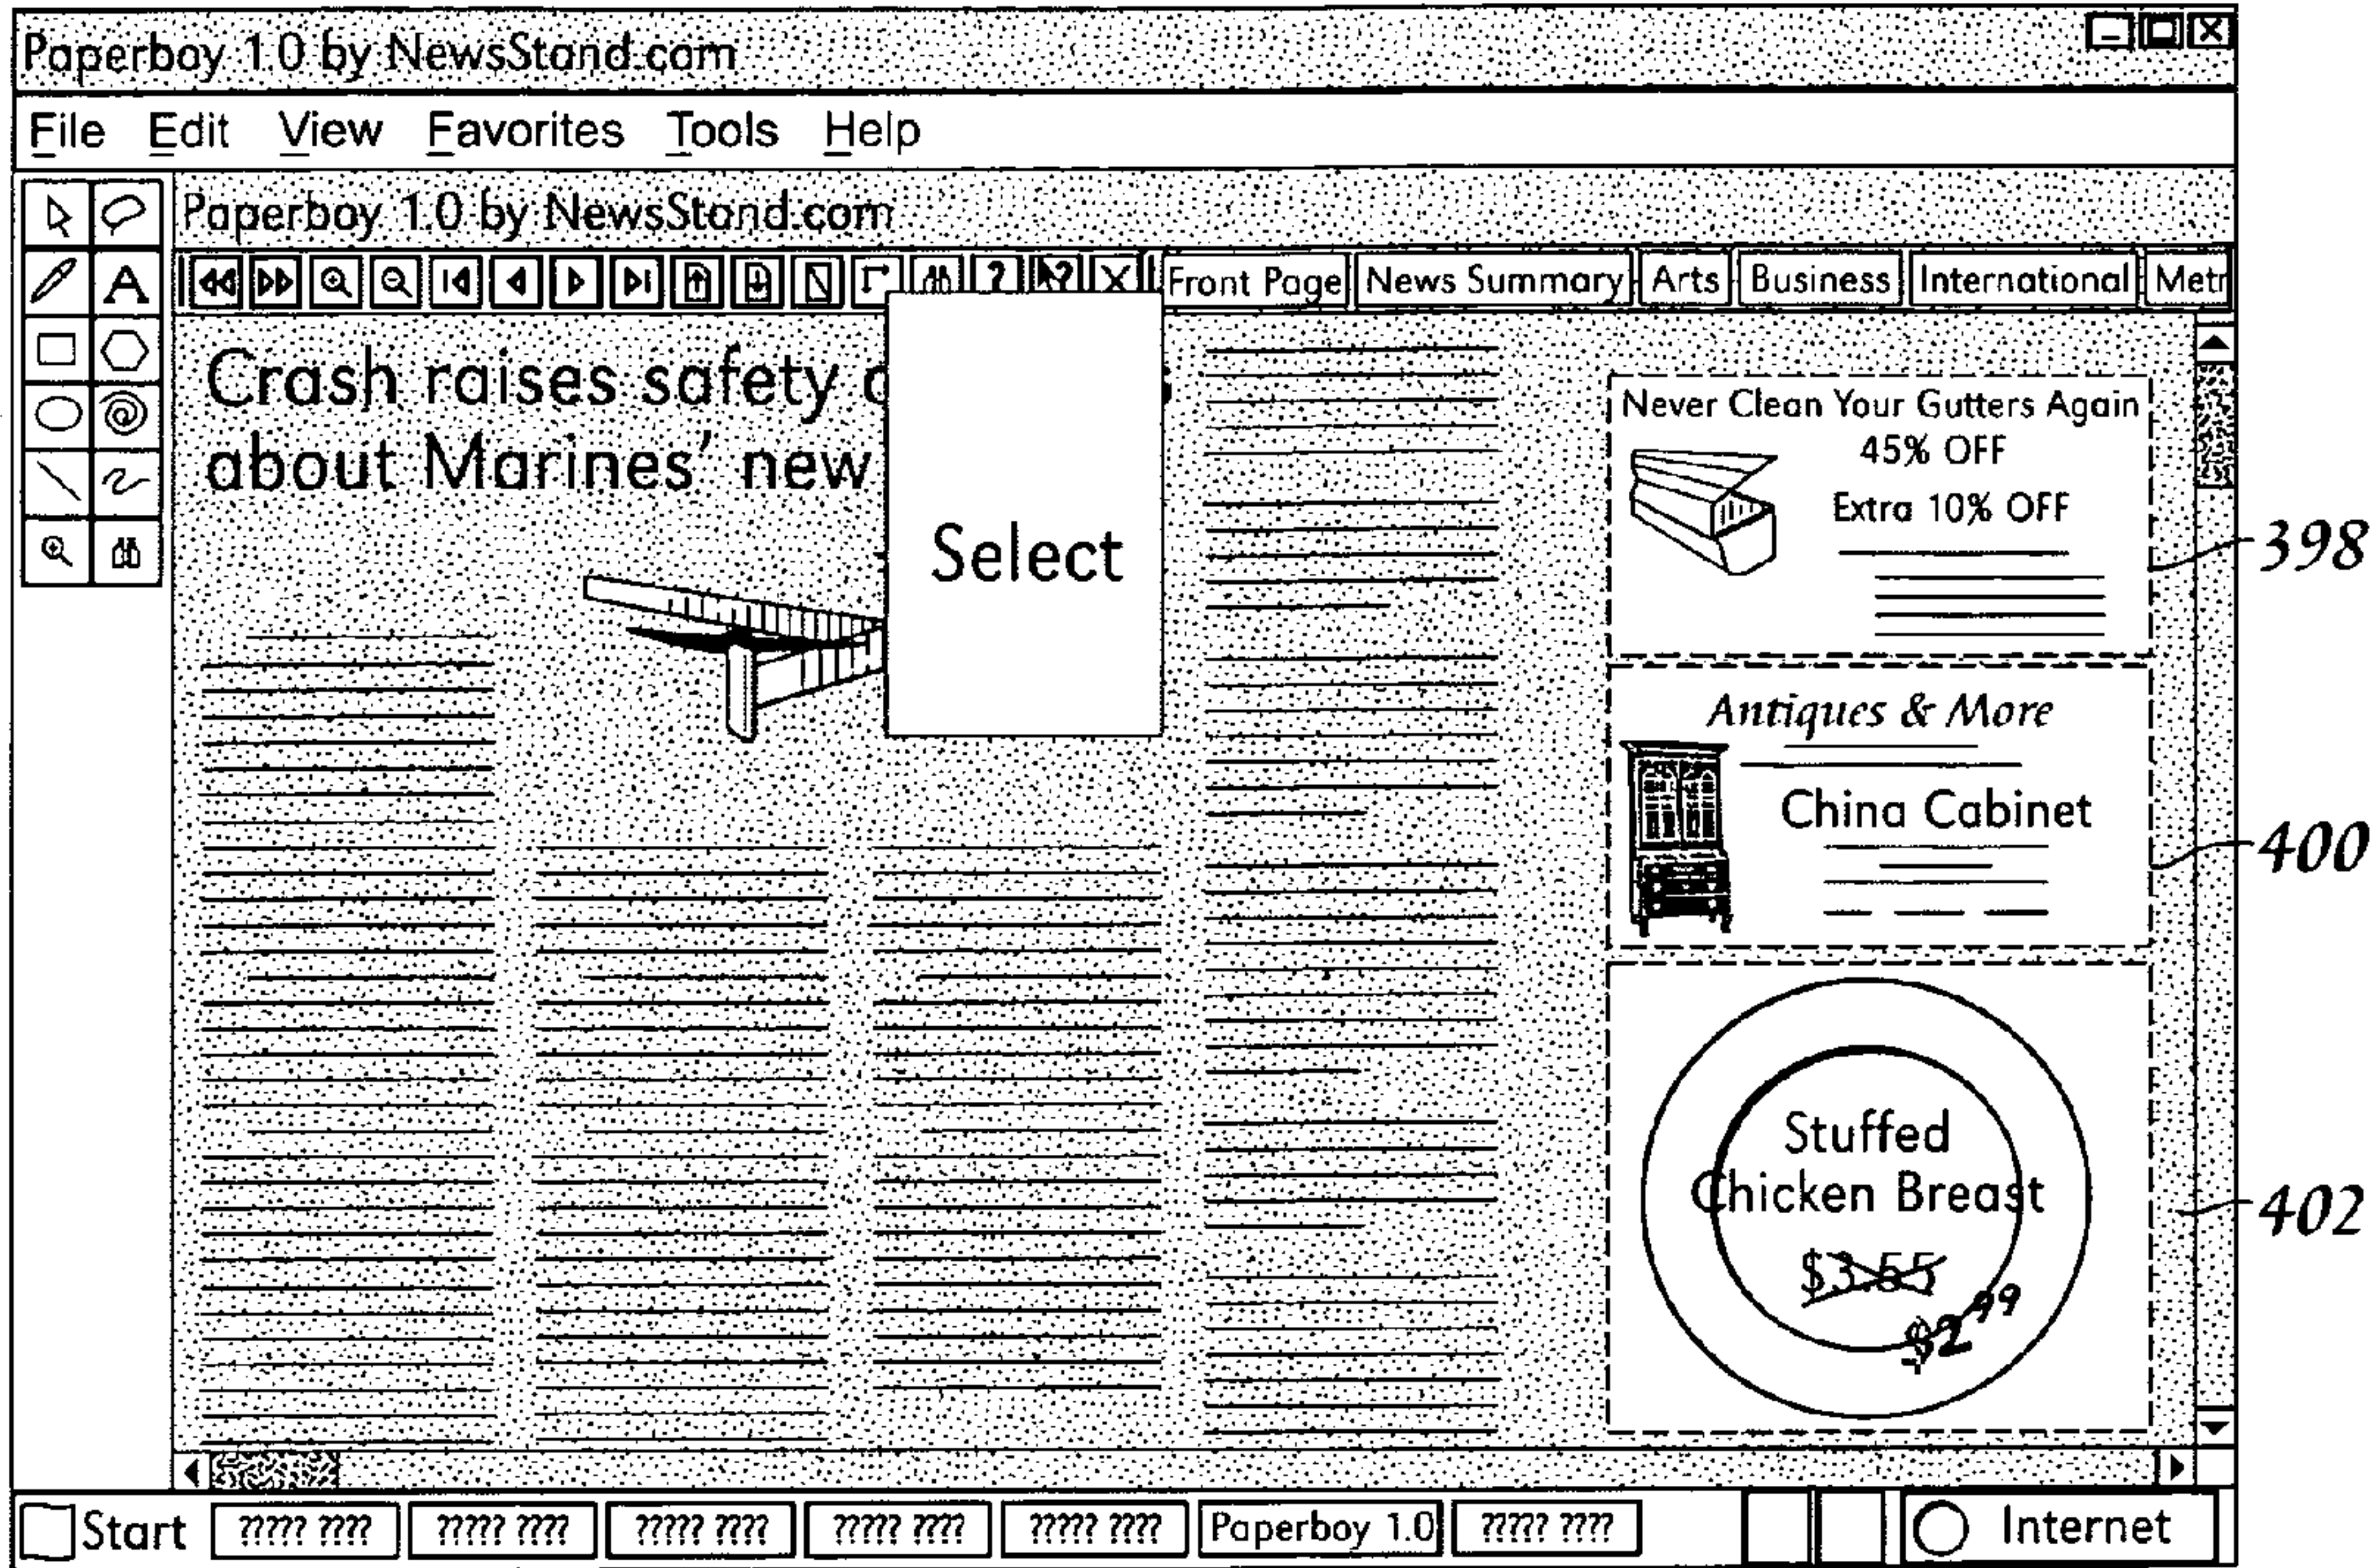 Paperboy 1.0 by NewsStand.com
File Edit View Favorites Tools Help
Paperboy 1.0 by NewsStand.com
Front Page News Summary Arts Business International Metr
Crash raises safety
about Marines' new
Select
Never Clean Your Gutters Again
45% OFF
Extra 10% OFF
398
Antiques & More
China Cabinet
400
Stuffed
Chicken Breast
$3.55
$2.99
402
Start ????? ???? ????? ???? ????? ???? ????? ???? ????? ???? Paperboy 1.0 ????? ???? Internet